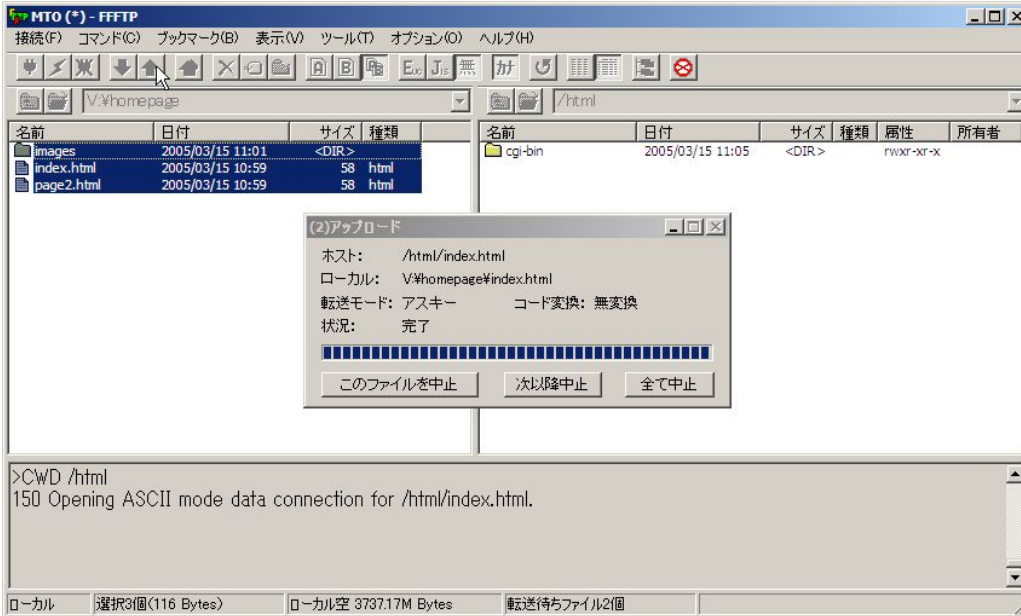 MTO (*) - FFFTP
接続(F) コマンド(C) ブックマーク(B) 表示(V) ツール(T) オプション(O) ヘルプ(H)
A B Euc Jis 無 カナ
V:¥homepage
/html
名前 日付 サイズ 種類
images 2005/03/15 11:01 <DIR>
index.html 2005/03/15 10:59 58 html
page2.html 2005/03/15 10:59 58 html
名前 日付 サイズ 種類 属性 所有者
cgi-bin 2005/03/15 11:05 <DIR> rwxr-xr-x
(2)アップロード
ホスト: /html/index.html
ローカル: V:¥homepage¥index.html
転送モード: アスキー コード変換: 無変換
状況: 完了
このファイルを中止 次以降中止 全て中止
>CWD /html
150 Opening ASCII mode data connection for /html/index.html.
ローカル 選択3個(116 Bytes) ローカル空 3737.17M Bytes 転送待ちファイル2個